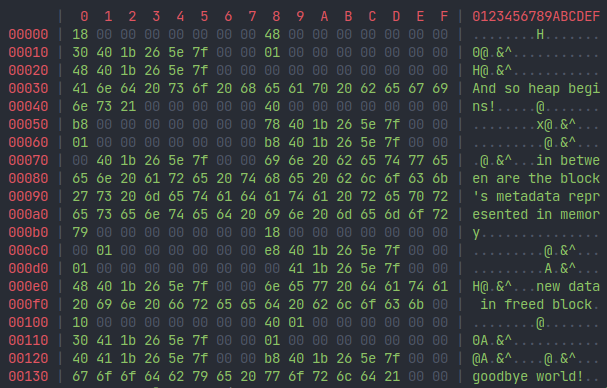 | 0 1 2 3 4 5 6 7 8 9 A B C D E F | 0123456789ABCDEF
00000 | 18 00 00 00 00 00 00 00 48 00 00 00 00 00 00 00 | ........H.......
00010 | 30 40 1b 26 5e 7f 00 00 01 00 00 00 00 00 00 00 | 0@.&^...........
00020 | 48 40 1b 26 5e 7f 00 00 00 00 00 00 00 00 00 00 | H@.&^...........
00030 | 41 6e 64 20 73 6f 20 68 65 61 70 20 62 65 67 69 | And so heap begi
00040 | 6e 73 21 00 00 00 00 00 40 00 00 00 00 00 00 00 | ns!.....@.......
00050 | b8 00 00 00 00 00 00 00 78 40 1b 26 5e 7f 00 00 | ........x@.&^...
00060 | 01 00 00 00 00 00 00 00 b8 40 1b 26 5e 7f 00 00 | .........@.&^...
00070 | 00 40 1b 26 5e 7f 00 00 69 6e 20 62 65 74 77 65 | .@.&^...in betwe
00080 | 65 6e 20 61 72 65 20 74 68 65 20 62 6c 6f 63 6b | en are the block
00090 | 27 73 20 6d 65 74 61 64 61 74 61 20 72 65 70 72 | 's metadata repr
000a0 | 65 73 65 6e 74 65 64 20 69 6e 20 6d 65 6d 6f 72 | esented in memor
000b0 | 79 00 00 00 00 00 00 00 18 00 00 00 00 00 00 00 | y...............
000c0 | 00 01 00 00 00 00 00 00 e8 40 1b 26 5e 7f 00 00 | .........@.&^...
000d0 | 01 00 00 00 00 00 00 00 00 41 1b 26 5e 7f 00 00 | .........A.&^...
000e0 | 48 40 1b 26 5e 7f 00 00 6e 65 77 20 64 61 74 61 | H@.&^...new data
000f0 | 20 69 6e 20 66 72 65 65 64 20 62 6c 6f 63 6b 00 |  in freed block.
00100 | 10 00 00 00 00 00 00 00 40 01 00 00 00 00 00 00 | ........@.......
00110 | 30 41 1b 26 5e 7f 00 00 01 00 00 00 00 00 00 00 | 0A.&^...........
00120 | 40 41 1b 26 5e 7f 00 00 b8 40 1b 26 5e 7f 00 00 | @A.&^....@.&^...
00130 | 67 6f 6f 64 62 79 65 20 77 6f 72 6c 64 21 00 00 | goodbye world!..